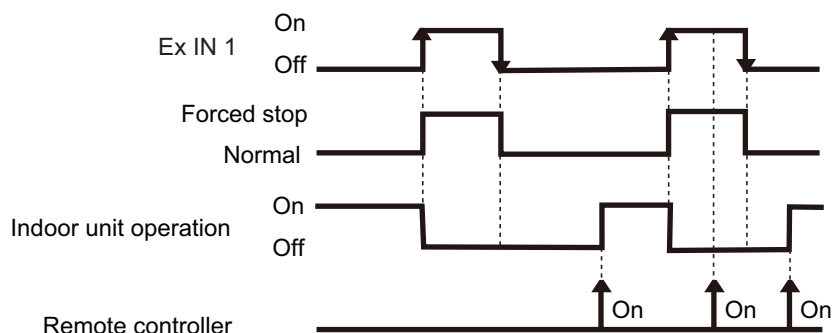 On
Ex IN 1
Off
Forced stop
Normal
On
Indoor unit operation
Off
On On On
Remote controller